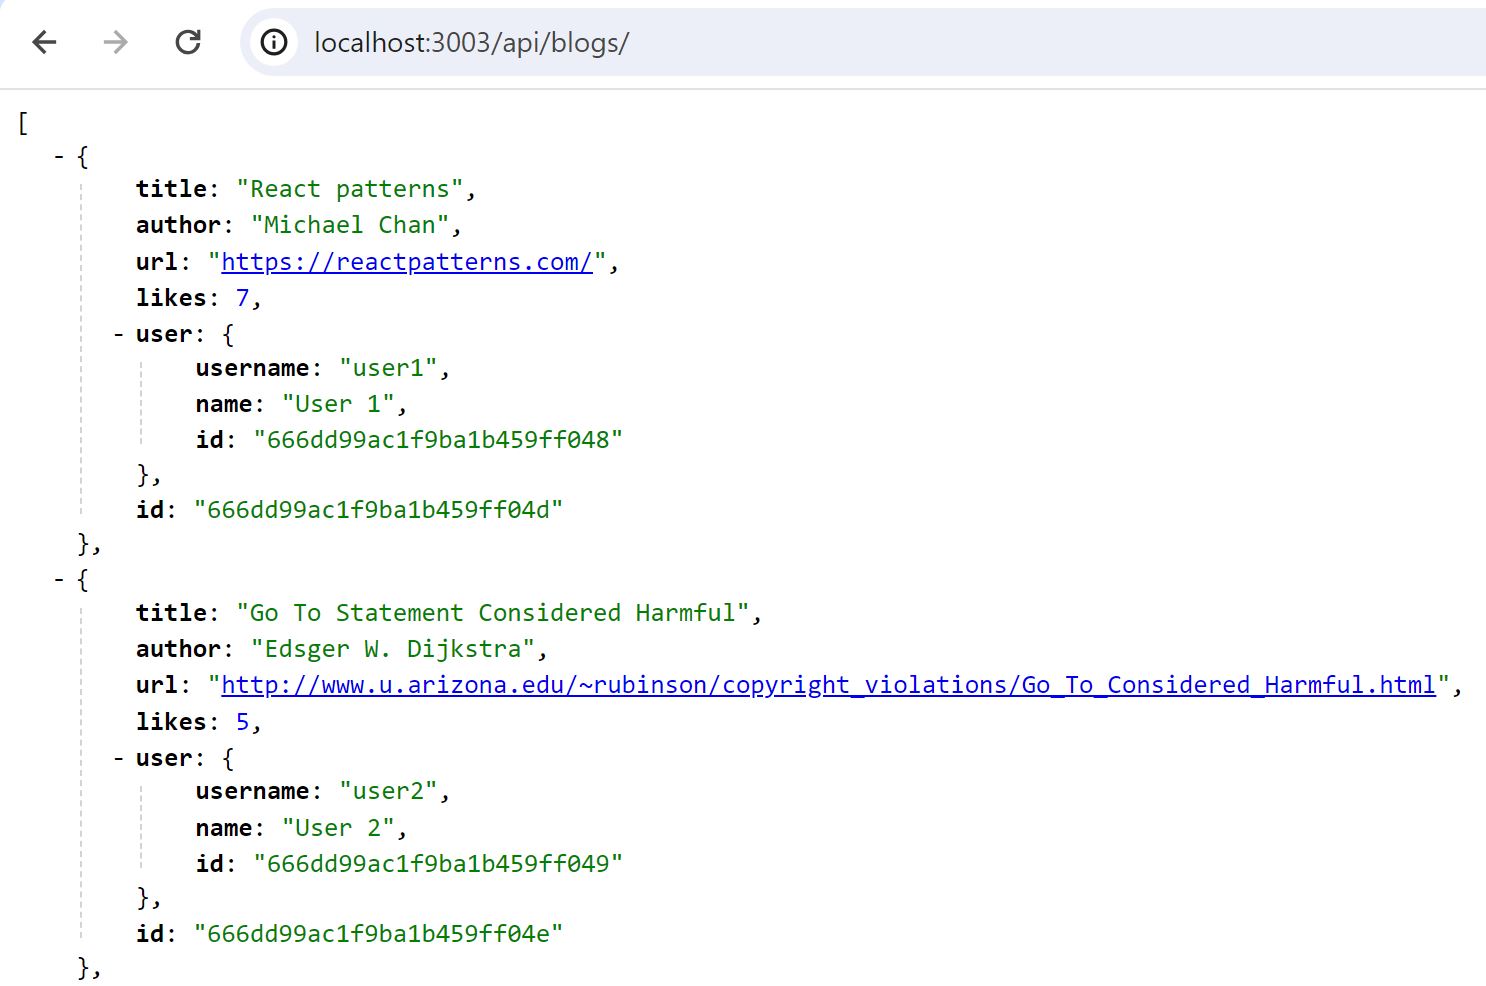 localhost:3003/api/blogs/
[
- {
title: "React patterns",
author: "Michael Chan",
url: "https://reactpatterns.com/",
likes: 7,
- user: {
username: "user1",
name: "User 1",
id: "666dd99ac1f9ba1b459ff048"
},
id: "666dd99ac1f9ba1b459ff04d"
},
- {
title: "Go To Statement Considered Harmful",
author: "Edsger W. Dijkstra",
url: "http://www.u.arizona.edu/~rubinson/copyright_violations/Go_To_Considered_Harmful.html",
likes: 5,
- user: {
username: "user2",
name: "User 2",
id: "666dd99ac1f9ba1b459ff049"
},
id: "666dd99ac1f9ba1b459ff04e"
},